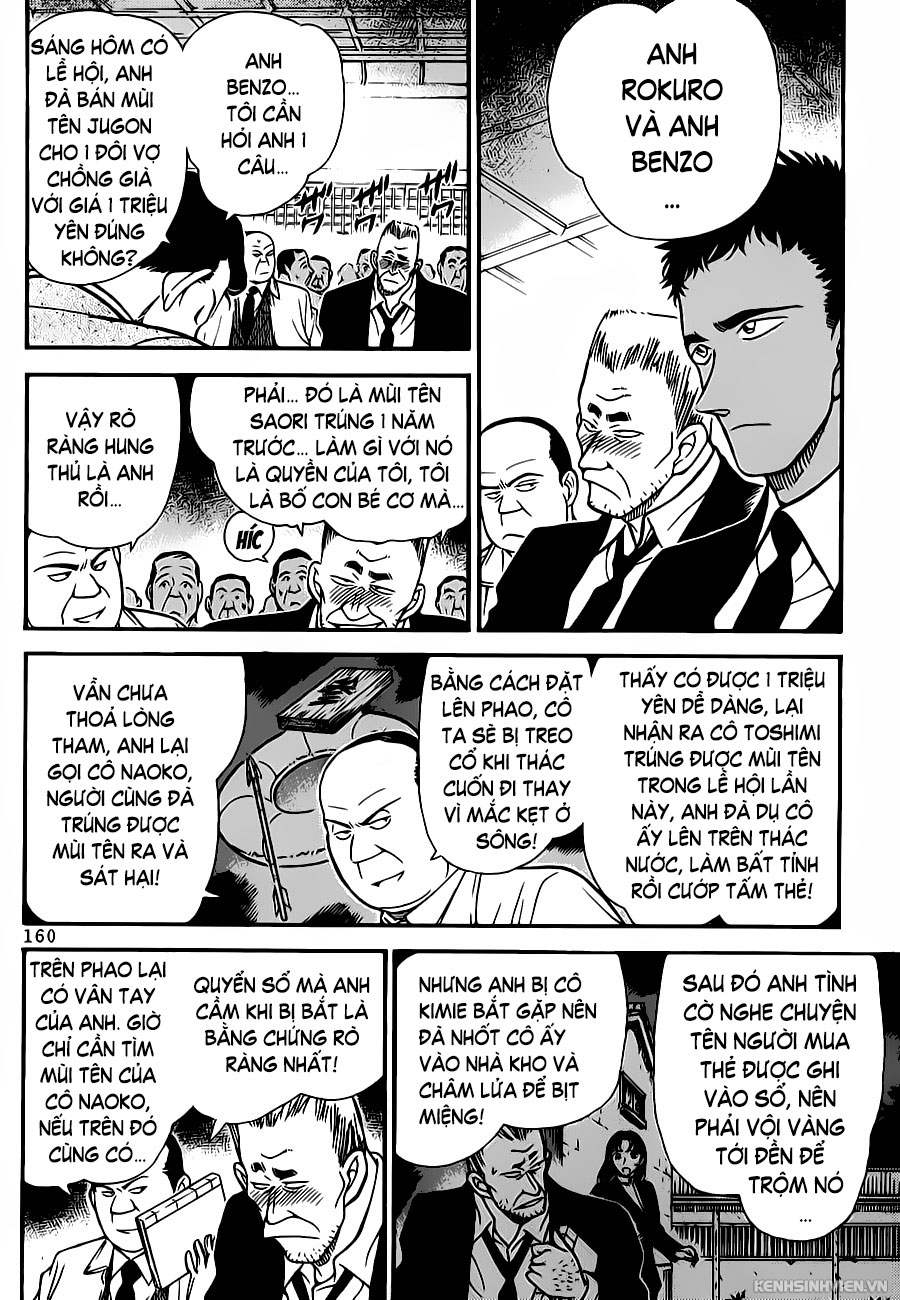 ANH
ROKURO
VÀ ANH
BENZO
...
ANH
BENZO...
TÔI CẦN
HỎI ANH 1
CÂU...
SÁNG HÔM CÓ
LỄ HỘI, ANH
ĐÃ BÁN MŨI
TÊN JUGON
CHO 1 ĐÔI VỢ
CHỒNG GIÀ
VỚI GIÁ 1 TRIỆU
YÊN ĐÚNG
KHÔNG?
PHẢI... ĐÓ LÀ MŨI TÊN
SAORI TRÚNG 1 NĂM
TRƯỚC... LÀM GÌ VỚI NÓ
LÀ QUYỀN CỦA TÔI, TÔI
LÀ BỐ CON BÉ CƠ MÀ...
HÍC
VẬY RÕ
RÀNG HUNG
THỦ LÀ ANH
RỒI...
THẤY CÓ ĐƯỢC 1 TRIỆU
YÊN DỄ DÀNG, LẠI
NHẬN RA CÔ TOSHIMI
TRÚNG ĐƯỢC MŨI TÊN
TRONG LỄ HỘI LẦN
NÀY, ANH ĐÃ DỤ CÔ
ẤY LÊN TRÊN THÁC
NƯỚC, LÀM BẤT TỈNH
RỒI CƯỚP TẤM THẺ!
BẰNG CÁCH ĐẶT
LÊN PHAO, CÔ
TA SẼ BỊ TREO
CỔ KHI THÁC
CUỐN ĐI THAY
VÌ MẮC KẸT Ở
SÔNG!
VẪN CHƯA
THOẢ LÒNG
THAM, ANH LẠI
GỌI CÔ NAOKO,
NGƯỜI CŨNG ĐÃ
TRÚNG ĐƯỢC
MŨI TÊN RA VÀ
SÁT HẠI!
160
SAU ĐÓ ANH TÌNH
CỜ NGHE CHUYỆN
TÊN NGƯỜI MUA
THẺ ĐƯỢC GHI
VÀO SỔ, NÊN
PHẢI VỘI VÀNG
TỚI ĐỀN ĐỂ
TRỘM NÓ
...
NHƯNG ANH BỊ CÔ
KIMIE BẮT GẶP NÊN
ĐÃ NHỐT CÔ ẤY
VÀO NHÀ KHO VÀ
CHÂM LỬA ĐỂ BỊT
MIỆNG!
QUYỂN SỔ MÀ ANH
CẦM KHI BỊ BẮT LÀ
BẰNG CHỨNG RÕ
RÀNG NHẤT!
TRÊN PHAO LẠI
CÓ VÂN TAY
CỦA ANH. GIỜ
CHỈ CẦN TÌM
MŨI TÊN CỦA
CÔ NAOKO,
NẾU TRÊN ĐÓ
CŨNG CÓ...
KENHSINHVIEN.VN